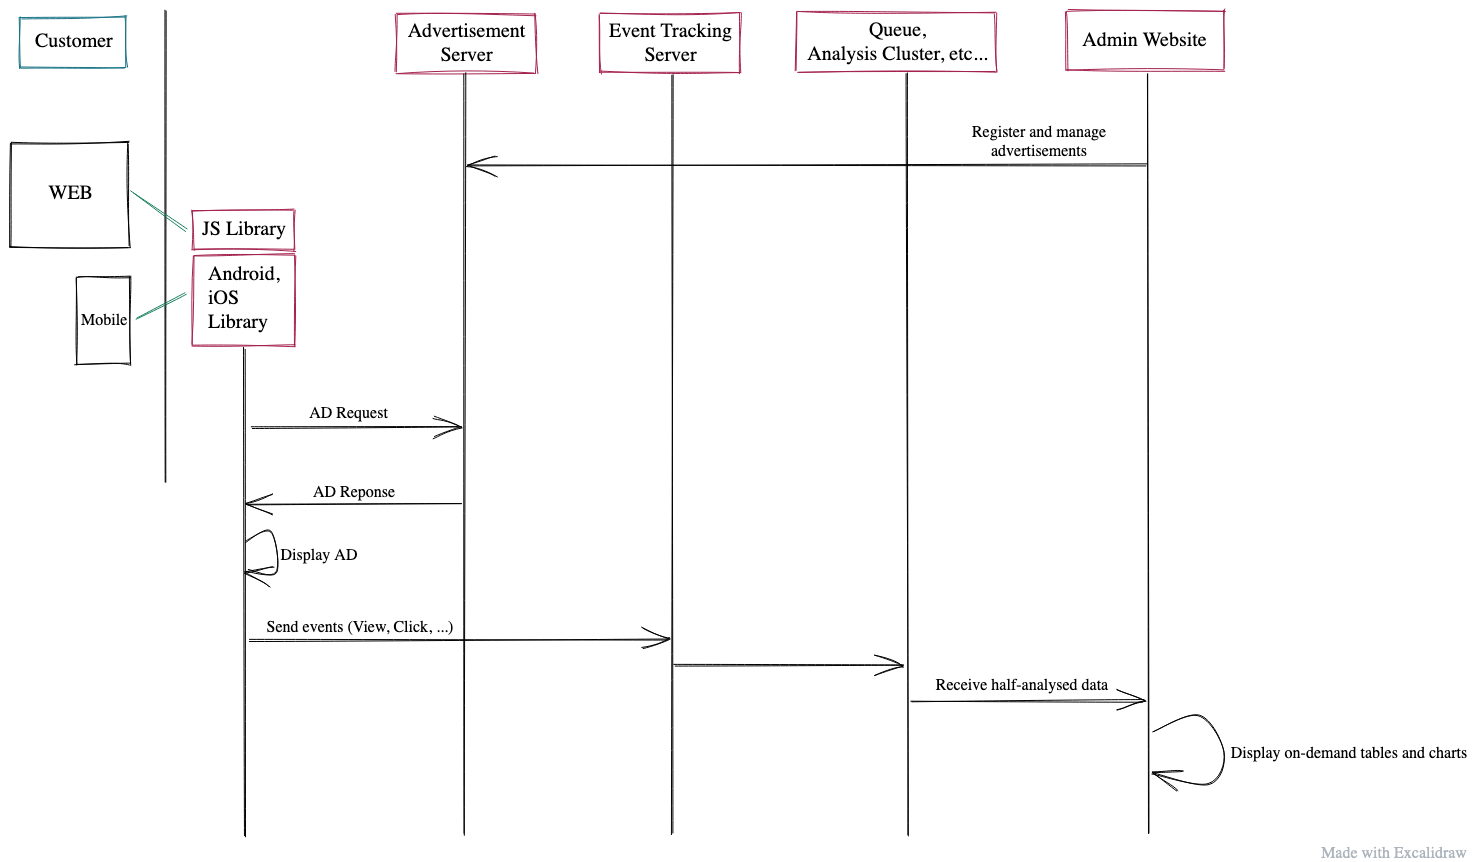 Customer
Advertisement
Server
Event Tracking
Server
Queue,
Analysis Cluster, etc...
Admin Website
Register and manage
advertisements
WEB
JS Library
Android,
iOS
Library
Mobile
AD Request
AD Reponse
Display AD
Send events (View, Click, ...)
Receive half-analysed data
Display on-demand tables and charts
Made with Excalidraw